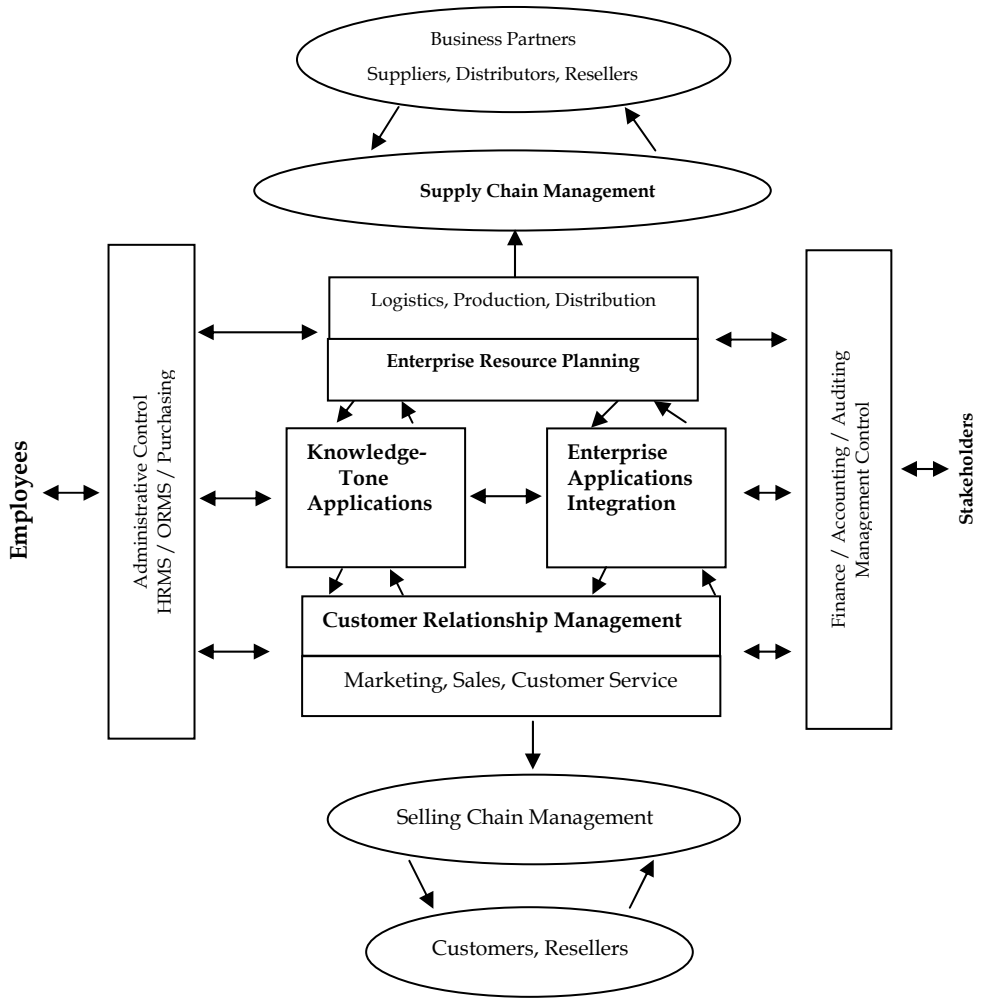 Business Partners
Suppliers, Distributors, Resellers
Supply Chain Management
Logistics, Production, Distribution
Enterprise Resource Planning
Employees
Administrative Control
HRMS / ORMS / Purchasing
Knowledge-
Tone
Applications
Enterprise
Applications
Integration
Finance / Accounting / Auditing
Management Control
Stakeholders
Customer Relationship Management
Marketing, Sales, Customer Service
Selling Chain Management
Customers, Resellers